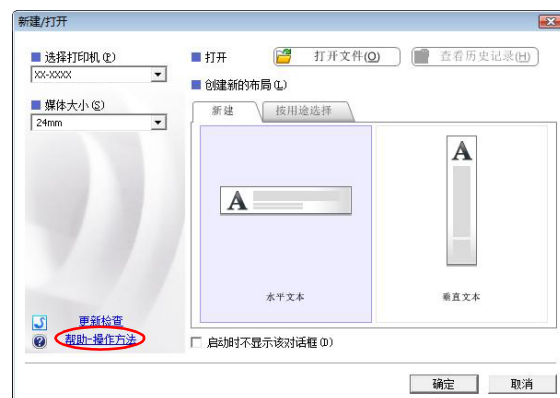 新建/打开
选择打印机(P)
XX-XXXX
媒体大小(S)
24mm
更新检查
帮助-操作方法
打开
打开文件(O)
查看历史记录(H)
创建新的布局(L)
新建
按用途选择
A
水平文本
A
垂直文本
启动时不显示该对话框(D)
确定
取消